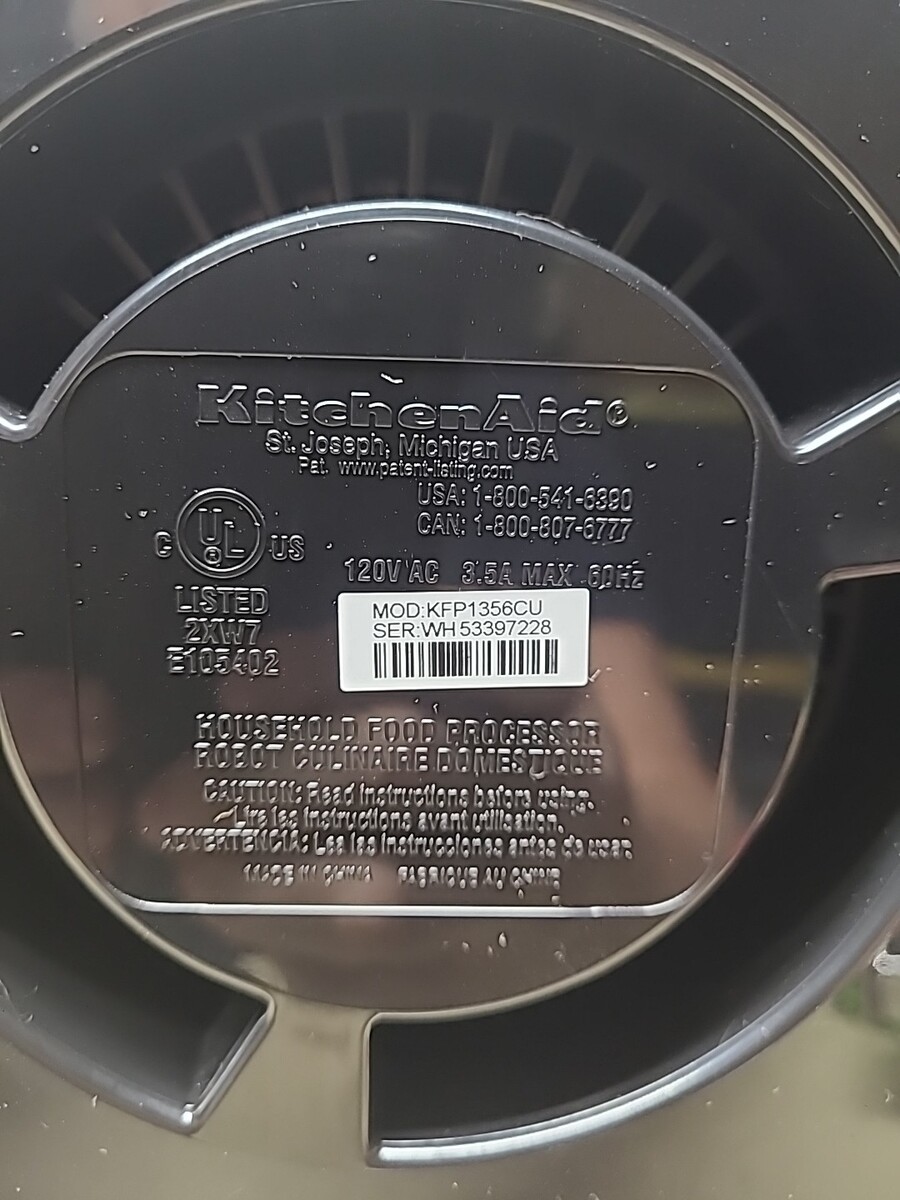 KitchenAid®
St. Joseph, Michigan USA
Pat. www.patent-listing.com
USA: 1-800-541-6390
CAN: 1-800-807-6777
C UL® US
LISTED
2XW7
E105402
120V AC 3.5A MAX 60Hz
MOD:KFP1356CU
SER:WH 53397228
HOUSEHOLD FOOD PROCESSOR
ROBOT CULINAIRE DOMESTIQUE
CAUTION: Read instructions before using.
Lire les instructions avant utilisation.
ADVERTENCIA: Lea las instrucciones antes de usar.
MADE IN CHINA FABRIQUE AU CHINE